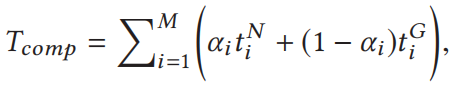 $T_{comp} = \sum_{i=1}^{M} \left( \alpha_i t_i^N + (1 - \alpha_i) t_i^G \right),$